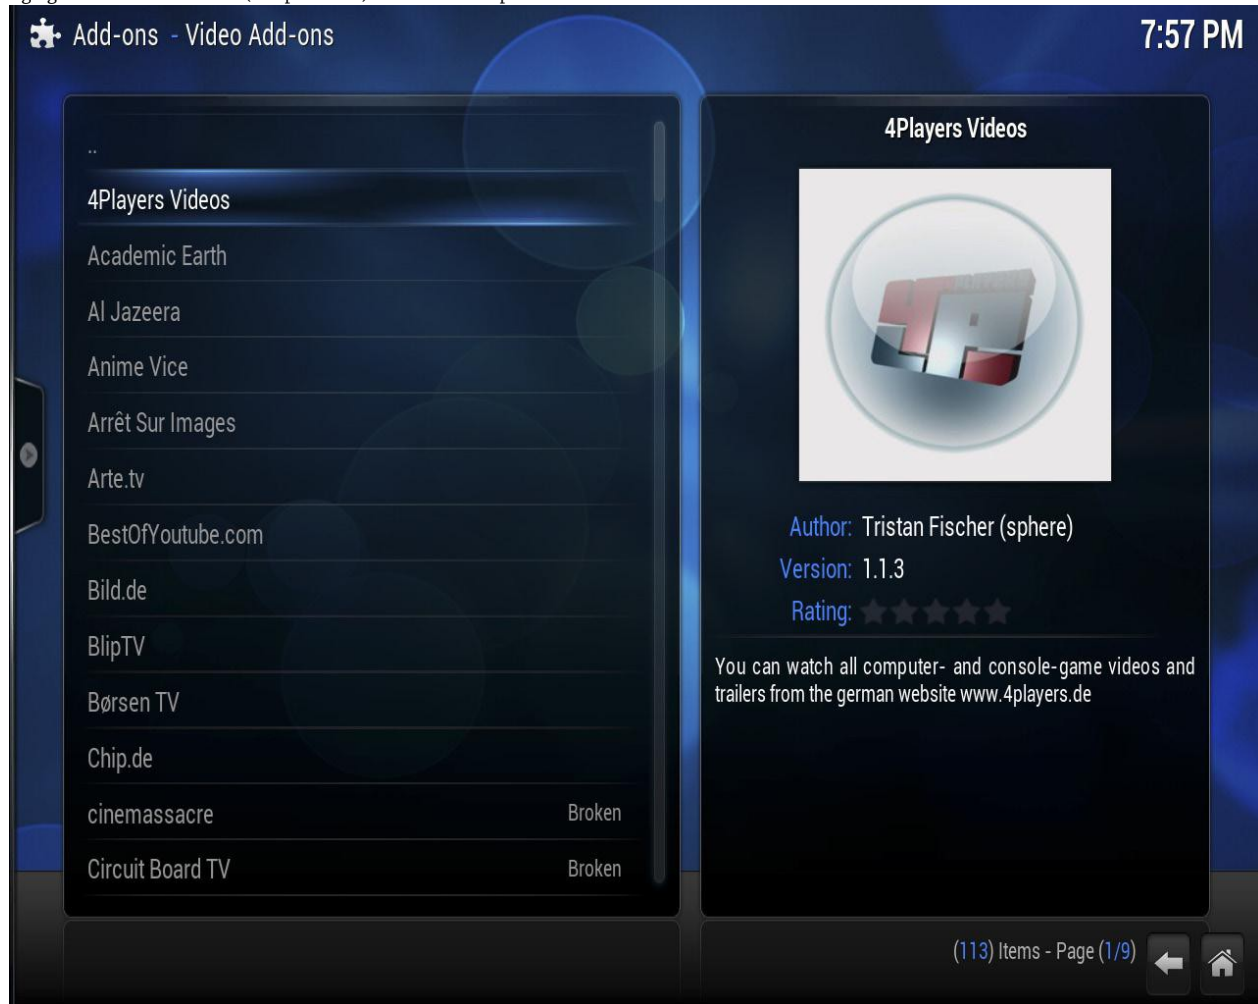 Add-ons - Video Add-ons
7:57 PM
..
4Players Videos
Academic Earth
Al Jazeera
Anime Vice
Arrêt Sur Images
Arte.tv
BestOfYoutube.com
Bild.de
BlipTV
Børsen TV
Chip.de
cinemassacre Broken
Circuit Board TV Broken
4Players Videos
Author: Tristan Fischer (sphere)
Version: 1.1.3
Rating:
You can watch all computer- and console-game videos and
trailers from the german website www.4players.de
(113) Items - Page (1/9)